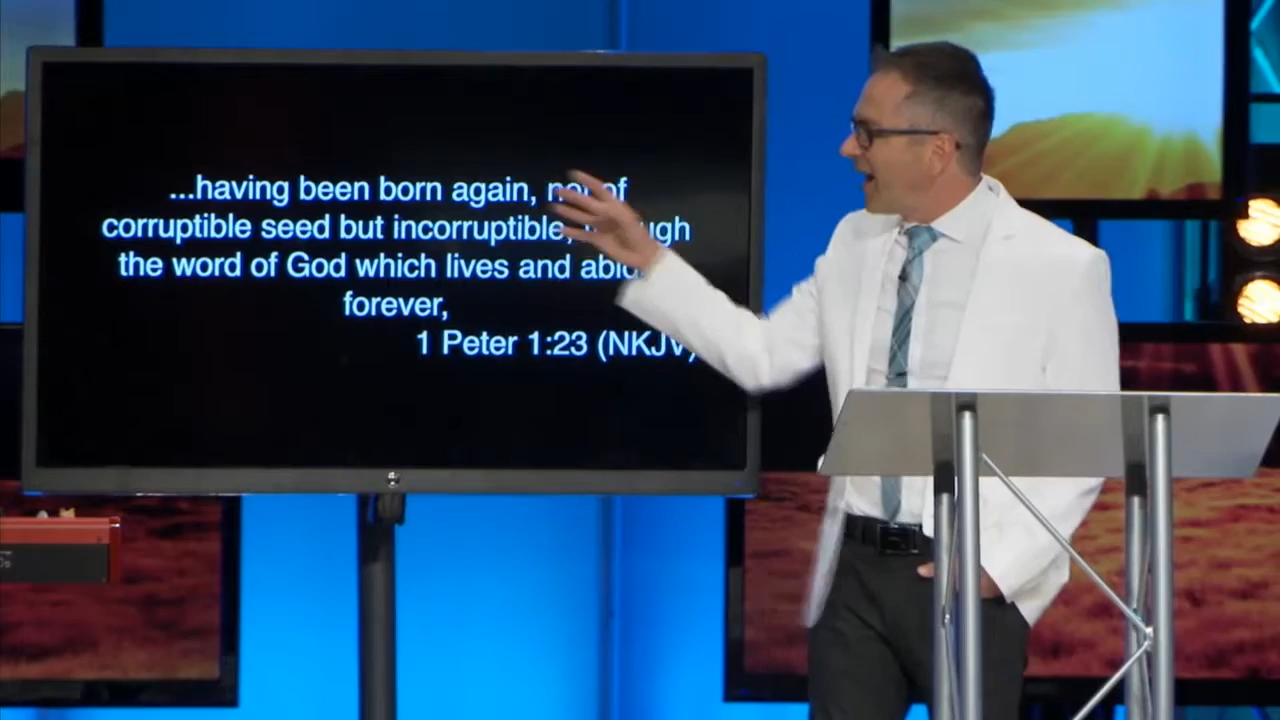 ...having been born again, of
corruptible seed but incorruptible,
the word of God which lives and
forever,
1 Peter 1:23 (NKJV)